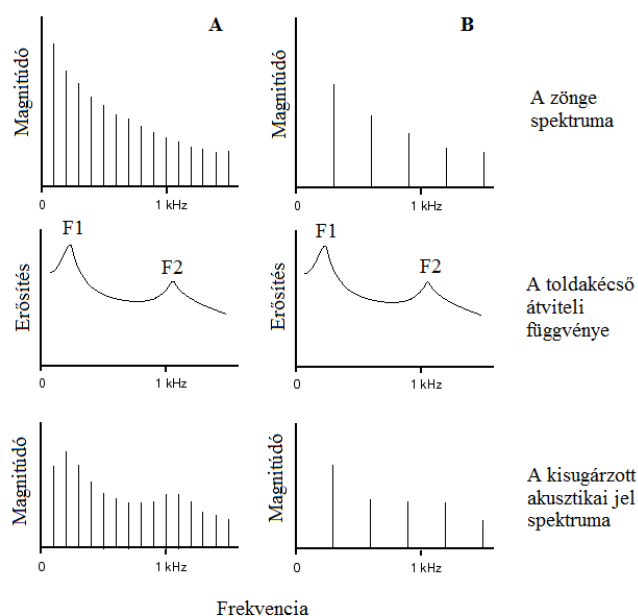 A
B
Magnitúdó
Magnitúdó
A zönge
spektruma
0
1 kHz
0
1 kHz
F1
F2
F1
F2
Erősítés
Erősítés
A toldakécső
átviteli
függvénye
0
1 kHz
0
1 kHz
Magnitúdó
Magnitúdó
A kisugárzott
akusztikai jel
spektruma
0
1 kHz
0
1 kHz
Frekvencia